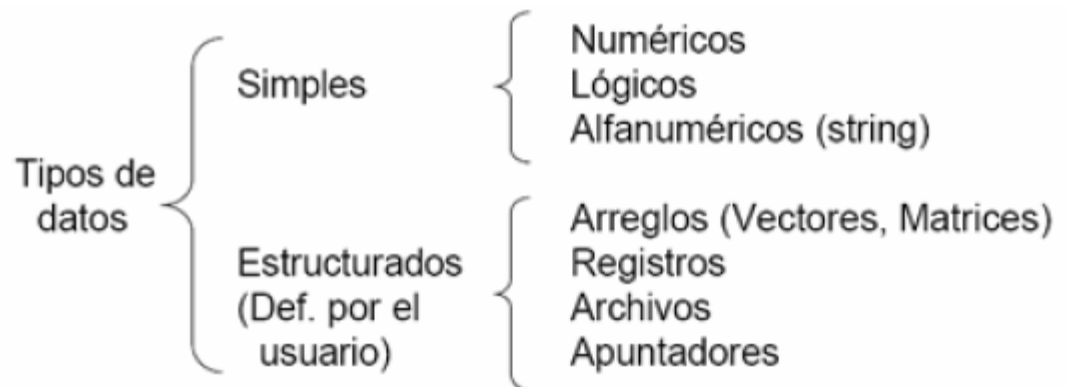 Tipos de
datos
Simples
Numéricos
Lógicos
Alfanuméricos (string)
Estructurados
(Def. por el
usuario)
Arreglos (Vectores, Matrices)
Registros
Archivos
Apuntadores